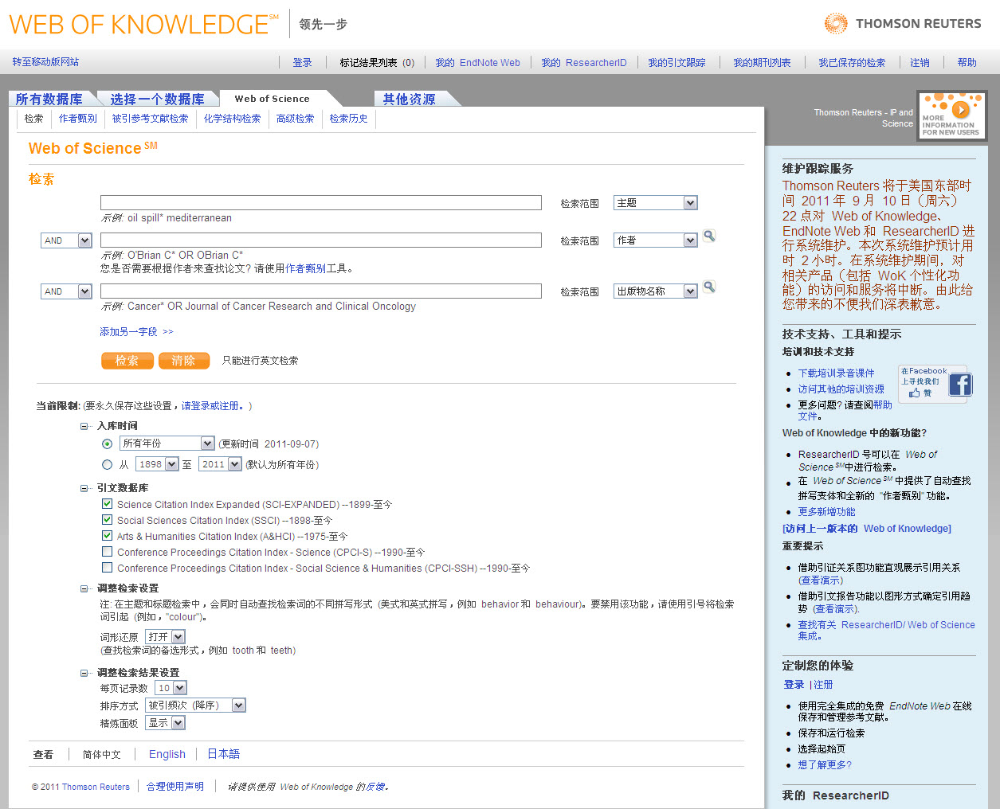 WEB OF KNOWLEDGE SM 领先一步
THOMSON REUTERS
转至移动版网站 登录 标记结果列表 (0) 我的 EndNote Web 我的 ResearcherID 我的引文跟踪 我的期刊列表 我已保存的检索 注销 帮助
所有数据库 选择一个数据库 Web of Science 其他资源
检索 作者甄别 被引参考文献检索 化学结构检索 高级检索 检索历史
Thomson Reuters - IP and
Science
MORE
INFORMATION
FOR NEW USERS
Web of Science SM
检索
检索范围 主题
示例: oil spill* mediterranean
AND 检索范围 作者
示例: O'Brian C* OR OBrian C*
您是否需要根据作者来查找论文? 请使用作者甄别工具。
AND 检索范围 出版物名称
示例: Cancer* OR Journal of Cancer Research and Clinical Oncology
添加另一字段 >>
检索 清除 只能进行英文检索
当前限制: (要永久保存这些设置，请登录或注册。)
入库时间
所有年份 (更新时间 2011-09-07)
从 1898 至 2011 (默认为所有年份)
引文数据库
Science Citation Index Expanded (SCI-EXPANDED) --1899-至今
Social Sciences Citation Index (SSCI) --1898-至今
Arts & Humanities Citation Index (A&HCI) --1975-至今
Conference Proceedings Citation Index - Science (CPCI-S) --1990-至今
Conference Proceedings Citation Index - Social Science & Humanities (CPCI-SSH) --1990-至今
调整检索设置
注: 在主题和标题检索中，会同时自动查找检索词的不同拼写形式 (美式和英式拼写，例如 behavior 和 behaviour)。要禁用该功能，请使用引号将检索
词引起 (例如，"colour")。
词形还原 打开
(查找检索词的备选形式，例如 tooth 和 teeth)
调整检索结果设置
每页记录数 10
排序方式 被引频次 (降序)
精炼面板 显示
查看 简体中文 English 日本語
© 2011 Thomson Reuters 合理使用声明 请提供使用 Web of Knowledge 的反馈。
维护跟踪服务
Thomson Reuters 将于美国东部时
间 2011 年 9 月 10 日（周六）
22 点对 Web of Knowledge、
EndNote Web 和 ResearcherID 进
行系统维护。本次系统维护预计用
时 2 小时。在系统维护期间，对
相关产品（包括 WoK 个性化功
能）的访问和服务将中断。由此给
您带来的不便我们深表歉意。
技术支持、工具和提示
培训和技术支持
下载培训录音课件
访问其他的培训资源
更多问题? 请查阅帮助
文件。
在Facebook
上寻找我们
赞
Web of Knowledge 中的新功能?
ResearcherID 号可以在 Web of
Science SM中进行检索。
在 Web of Science SM 中提供了自动查找
拼写变体和全新的 "作者甄别" 功能。
更多新增功能
[访问上一版本的 Web of Knowledge]
重要提示
借助引证关系图功能直观展示引用关系
(查看演示)
借助引文报告功能以图形方式确定引用趋
势 (查看演示).
查找有关 ResearcherID/ Web of Science
集成。
定制您的体验
登录 |注册
使用完全集成的免费 EndNote Web 在线
保存和管理参考文献。
保存和运行检索
选择起始页
想了解更多?
我的 ResearcherID